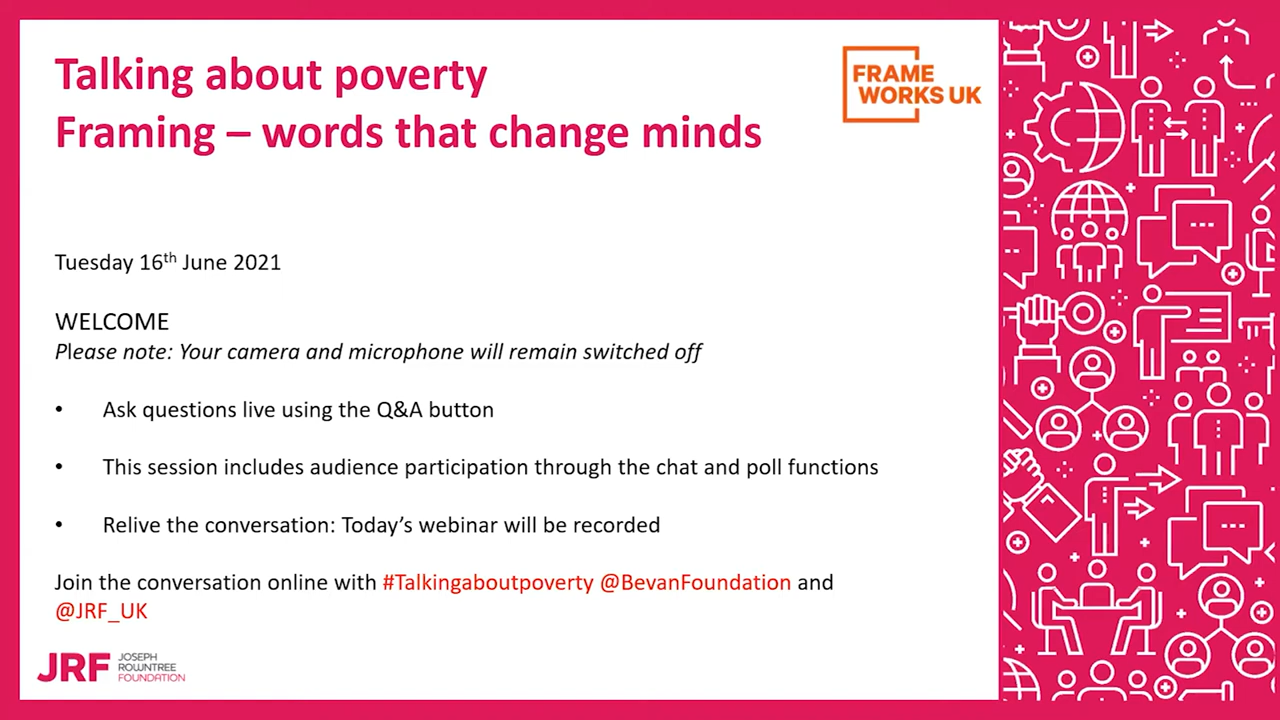 Talking about poverty
Framing – words that change minds
FRAME
WORKS UK
Tuesday 16th June 2021
WELCOME
Please note: Your camera and microphone will remain switched off
• Ask questions live using the Q&A button
• This session includes audience participation through the chat and poll functions
• Relive the conversation: Today's webinar will be recorded
Join the conversation online with #Talkingaboutpoverty @BevanFoundation and
@JRF_UK
JRF JOSEPH
ROWNTREE
FOUNDATION